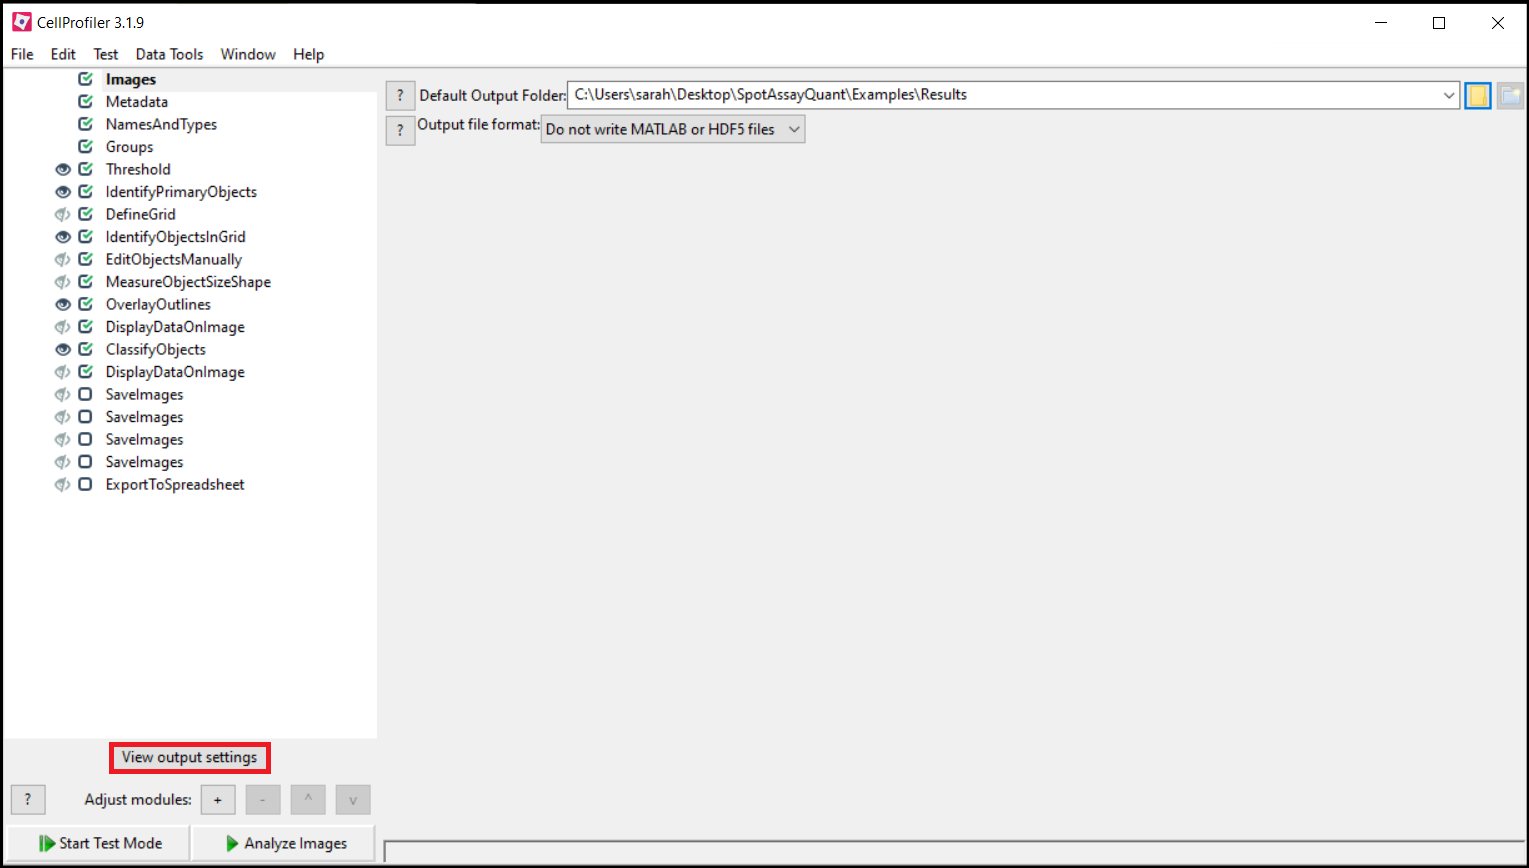 CellProfiler 3.1.9
File Edit Test Data Tools Window Help
Images
Metadata
NamesAndTypes
Groups
Threshold
IdentifyPrimaryObjects
DefineGrid
IdentifyObjectsInGrid
EditObjectsManually
MeasureObjectSizeShape
OverlayOutlines
DisplayDataOnImage
ClassifyObjects
DisplayDataOnImage
SaveImages
SaveImages
SaveImages
SaveImages
ExportToSpreadsheet
View output settings
? Adjust modules: + - ^ v
Start Test Mode Analyze Images
? Default Output Folder: C:\Users\sarah\Desktop\SpotAssayQuant\Examples\Results
? Output file format: Do not write MATLAB or HDF5 files